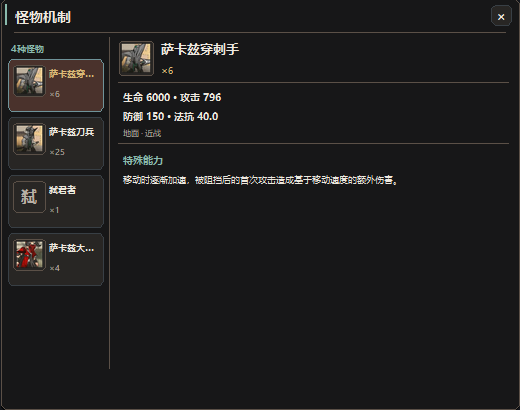 怪物机制
×
4种怪物
萨卡兹穿...
×6
萨卡兹刀兵
×25
弑
弑君者
×1
萨卡兹大...
×4
萨卡兹穿刺手
×6
生命 6000 • 攻击 796
防御 150 • 法抗 40.0
地面 · 近战
特殊能力
移动时逐渐加速，被阻挡后的首次攻击造成基于移动速度的额外伤害。